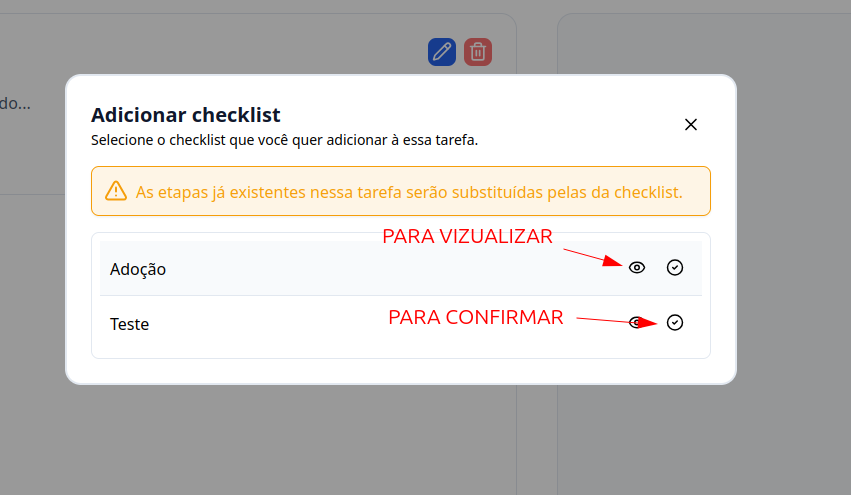 do...
Adicionar checklist
Selecione o checklist que você quer adicionar à essa tarefa.
As etapas já existentes nessa tarefa serão substituídas pelas da checklist.
PARA VIZUALIZAR
Adoção
PARA CONFIRMAR
Teste